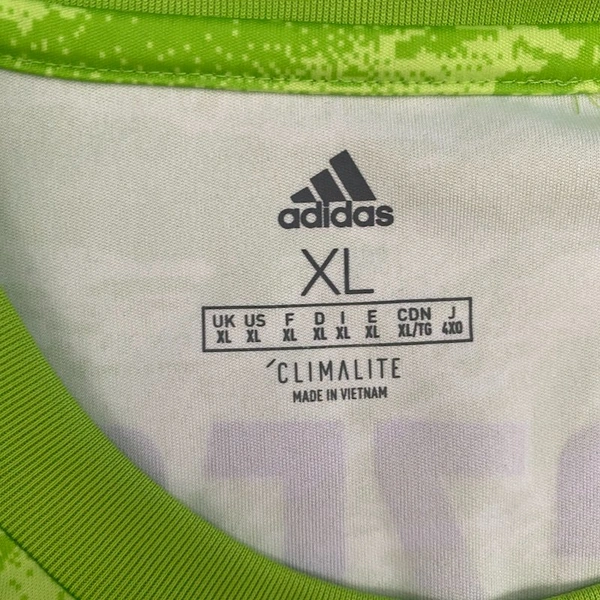 adidas
XL
UK US F D I E CDN J
XL XL XL XL XL XL XL/TG 4XO
CLIMALITE
MADE IN VIETNAM